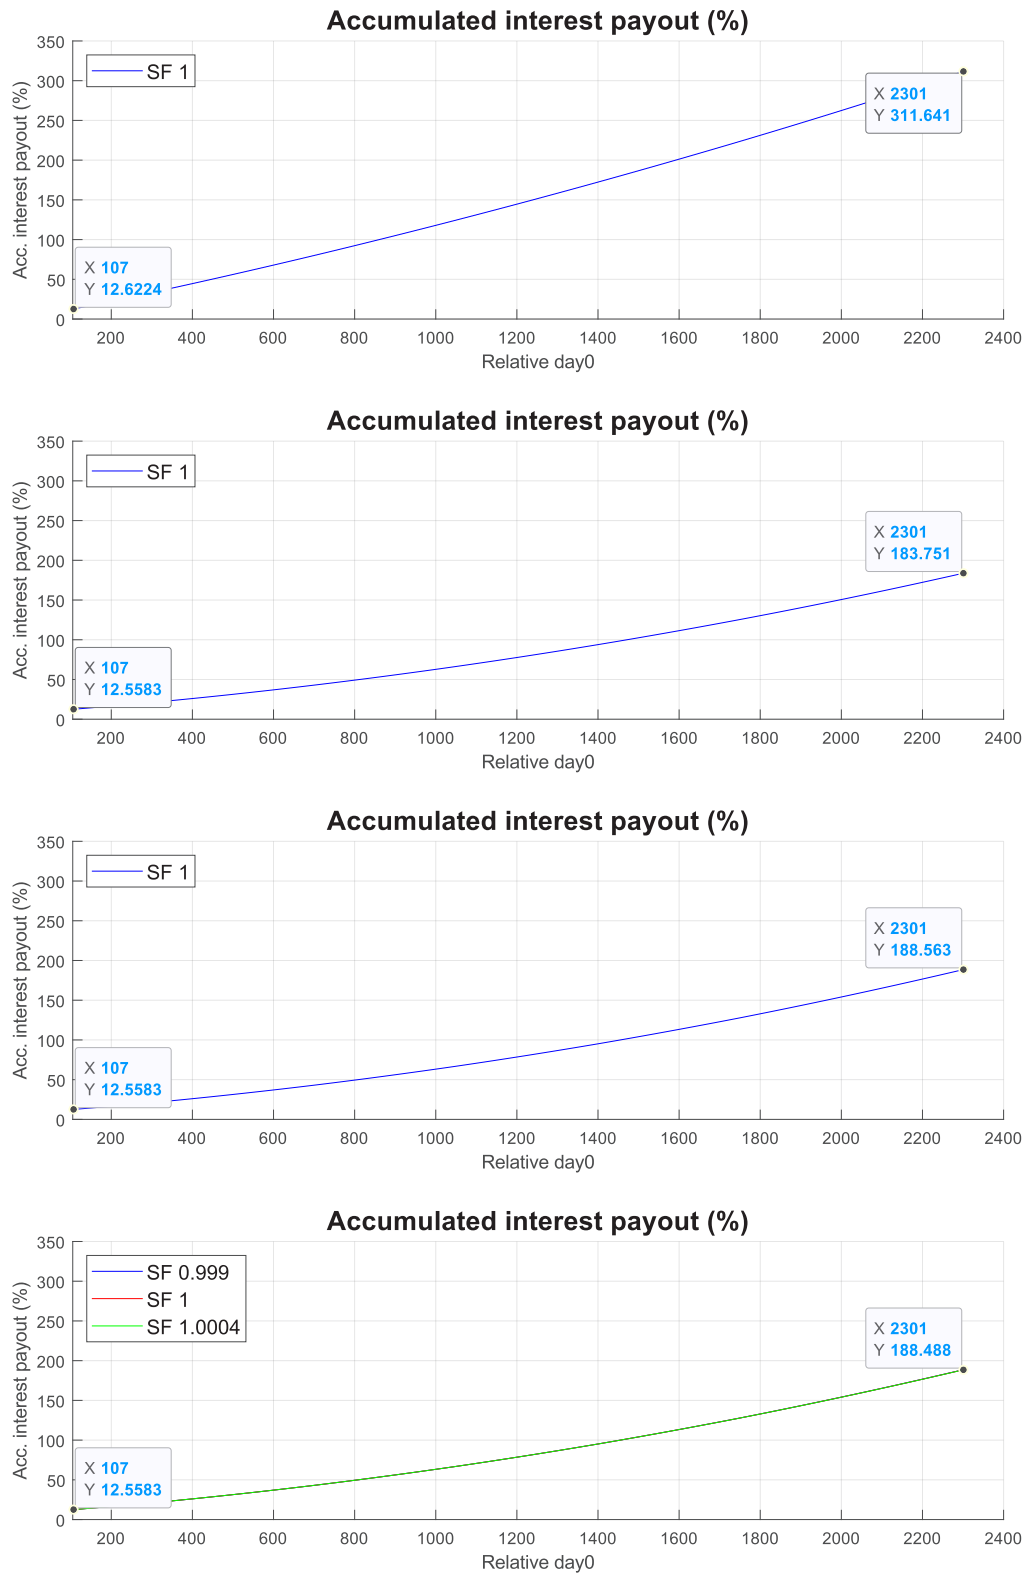 Accumulated interest payout (%)
350
300
250
200
150
100
50
0
Acc. interest payout (%)
SF 1
X 2301
Y 311.641
X 107
Y 12.6224
200 400 600 800 1000 1200 1400 1600 1800 2000 2200 2400
Relative day0
Accumulated interest payout (%)
350
300
250
200
150
100
50
0
Acc. interest payout (%)
SF 1
X 2301
Y 183.751
X 107
Y 12.5583
200 400 600 800 1000 1200 1400 1600 1800 2000 2200 2400
Relative day0
Accumulated interest payout (%)
350
300
250
200
150
100
50
0
Acc. interest payout (%)
SF 1
X 2301
Y 188.563
X 107
Y 12.5583
200 400 600 800 1000 1200 1400 1600 1800 2000 2200 2400
Relative day0
Accumulated interest payout (%)
350
300
250
200
150
100
50
0
Acc. interest payout (%)
SF 0.999
SF 1
SF 1.0004
X 2301
Y 188.488
X 107
Y 12.5583
200 400 600 800 1000 1200 1400 1600 1800 2000 2200 2400
Relative day0